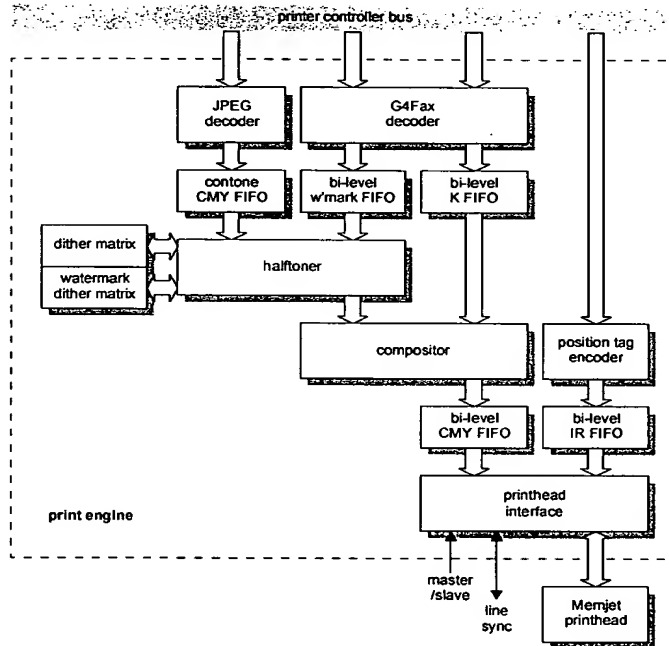 printer controller bus
JPEG
decoder
G4Fax
decoder
contone
CMY FIFO
bi-level
w'mark FIFO
bi-level
K FIFO
dither matrix
watermark
dither matrix
halftoner
compositor
position tag
encoder
bi-level
CMY FIFO
bi-level
IR FIFO
printhead
interface
print engine
master
/slave
line
sync
Memjet
printhead